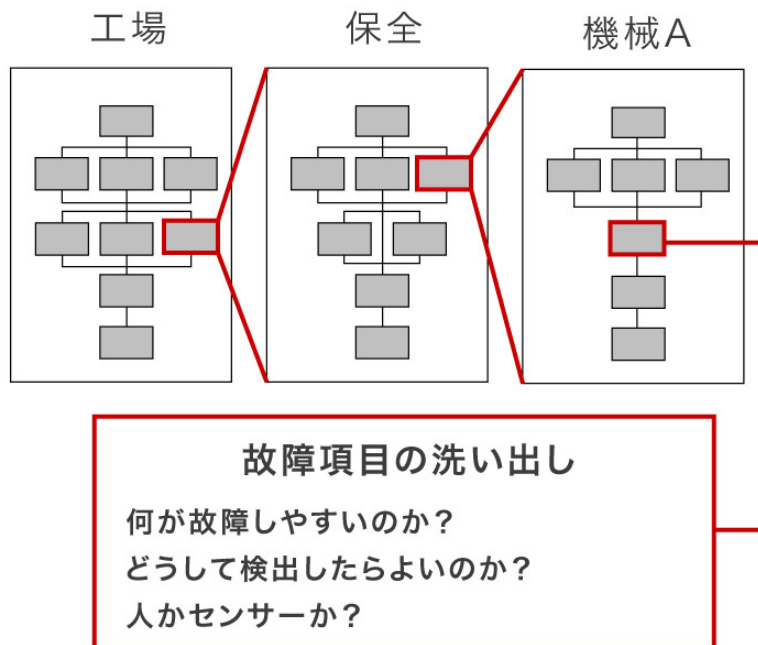 工場
保全
機械A
故障項目の洗い出し
何が故障しやすいのか？
どうして検出したらよいのか？
人かセンサーか？